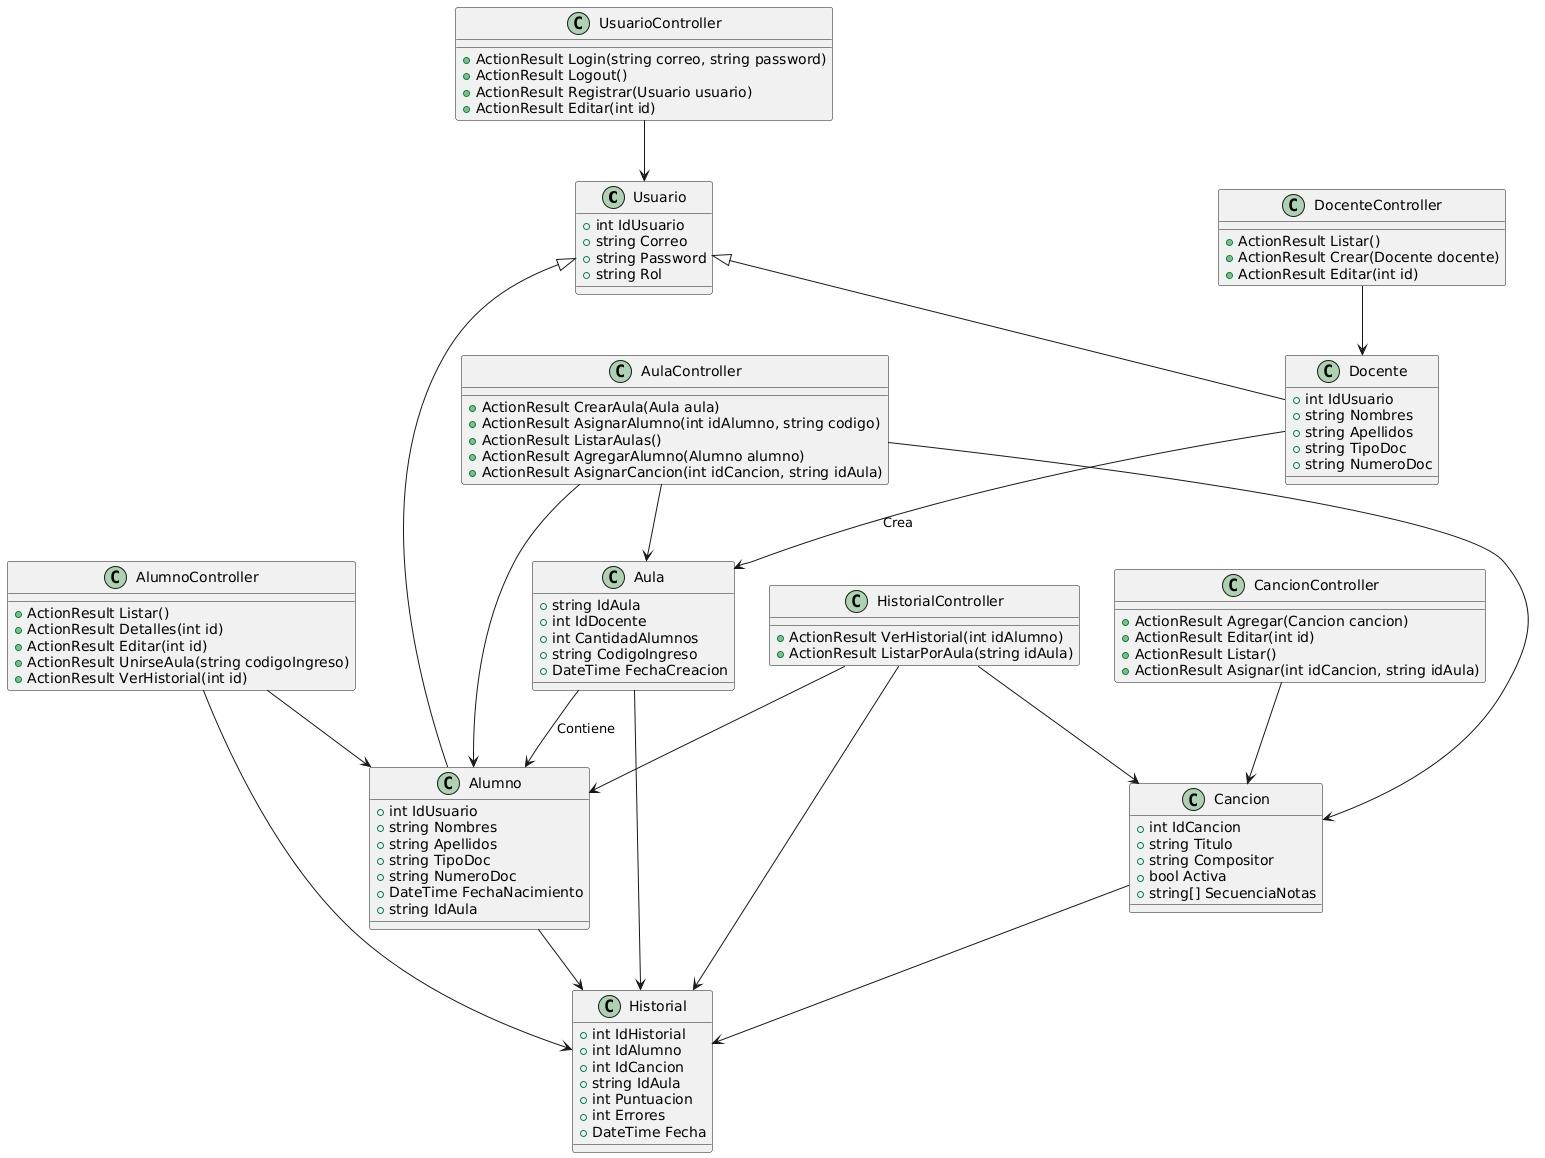 C UsuarioController
ActionResult Login(string correo, string password)
ActionResult Logout()
ActionResult Registrar(Usuario usuario)
ActionResult Editar(int id)
C Usuario
int IdUsuario
string Correo
string Password
string Rol
C DocenteController
ActionResult Listar()
ActionResult Crear(Docente docente)
ActionResult Editar(int id)
C AulaController
ActionResult CrearAula(Aula aula)
ActionResult AsignarAlumno(int idAlumno, string codigo)
ActionResult ListarAulas()
ActionResult AgregarAlumno(Alumno alumno)
ActionResult AsignarCancion(int idCancion, string idAula)
C Docente
int IdUsuario
string Nombres
string Apellidos
string TipoDoc
string NumeroDoc
Crea
C AlumnoController
ActionResult Listar()
ActionResult Detalles(int id)
ActionResult Editar(int id)
ActionResult UnirseAula(string codigoIngreso)
ActionResult VerHistorial(int id)
C Aula
string IdAula
int IdDocente
int CantidadAlumnos
string CodigoIngreso
DateTime FechaCreacion
C HistorialController
ActionResult VerHistorial(int idAlumno)
ActionResult ListarPorAula(string idAula)
C CancionController
ActionResult Agregar(Cancion cancion)
ActionResult Editar(int id)
ActionResult Listar()
ActionResult Asignar(int idCancion, string idAula)
Contiene
C Alumno
int IdUsuario
string Nombres
string Apellidos
string TipoDoc
string NumeroDoc
DateTime FechaNacimiento
string IdAula
C Cancion
int IdCancion
string Titulo
string Compositor
bool Activa
string[] SecuenciaNotas
C Historial
int IdHistorial
int IdAlumno
int IdCancion
string IdAula
int Puntuacion
int Errores
DateTime Fecha